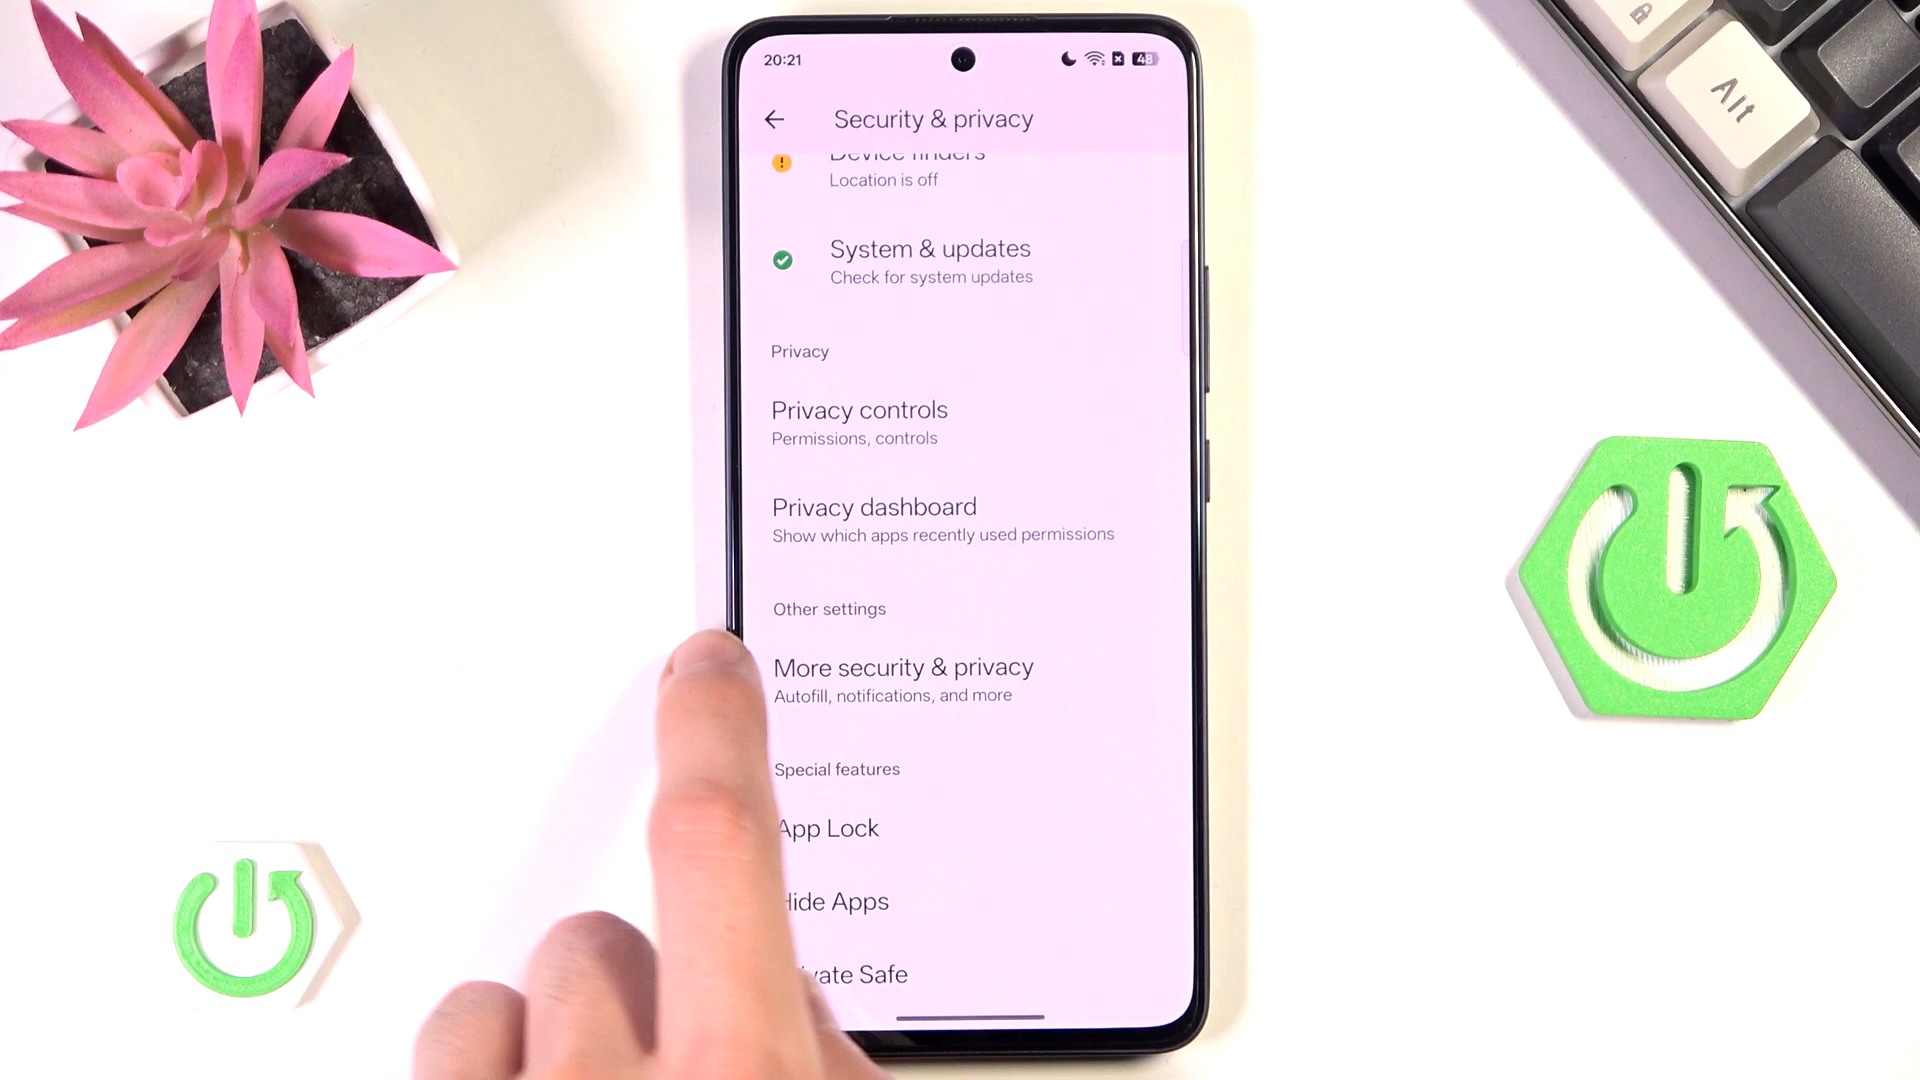 20:21
48
Security & privacy
Device finders
Location is off
System & updates
Check for system updates
Privacy
Privacy controls
Permissions, controls
Privacy dashboard
Show which apps recently used permissions
Other settings
More security & privacy
Autofill, notifications, and more
Special features
App Lock
Hide Apps
vate Safe
Alt